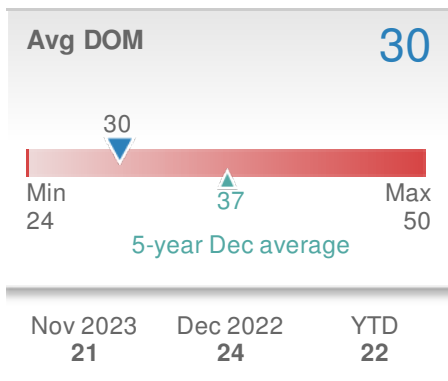 Avg DOM 30
30
Min Max
37
24 50
5-year Dec average
Nov 2023 Dec 2022 YTD
21 24 22